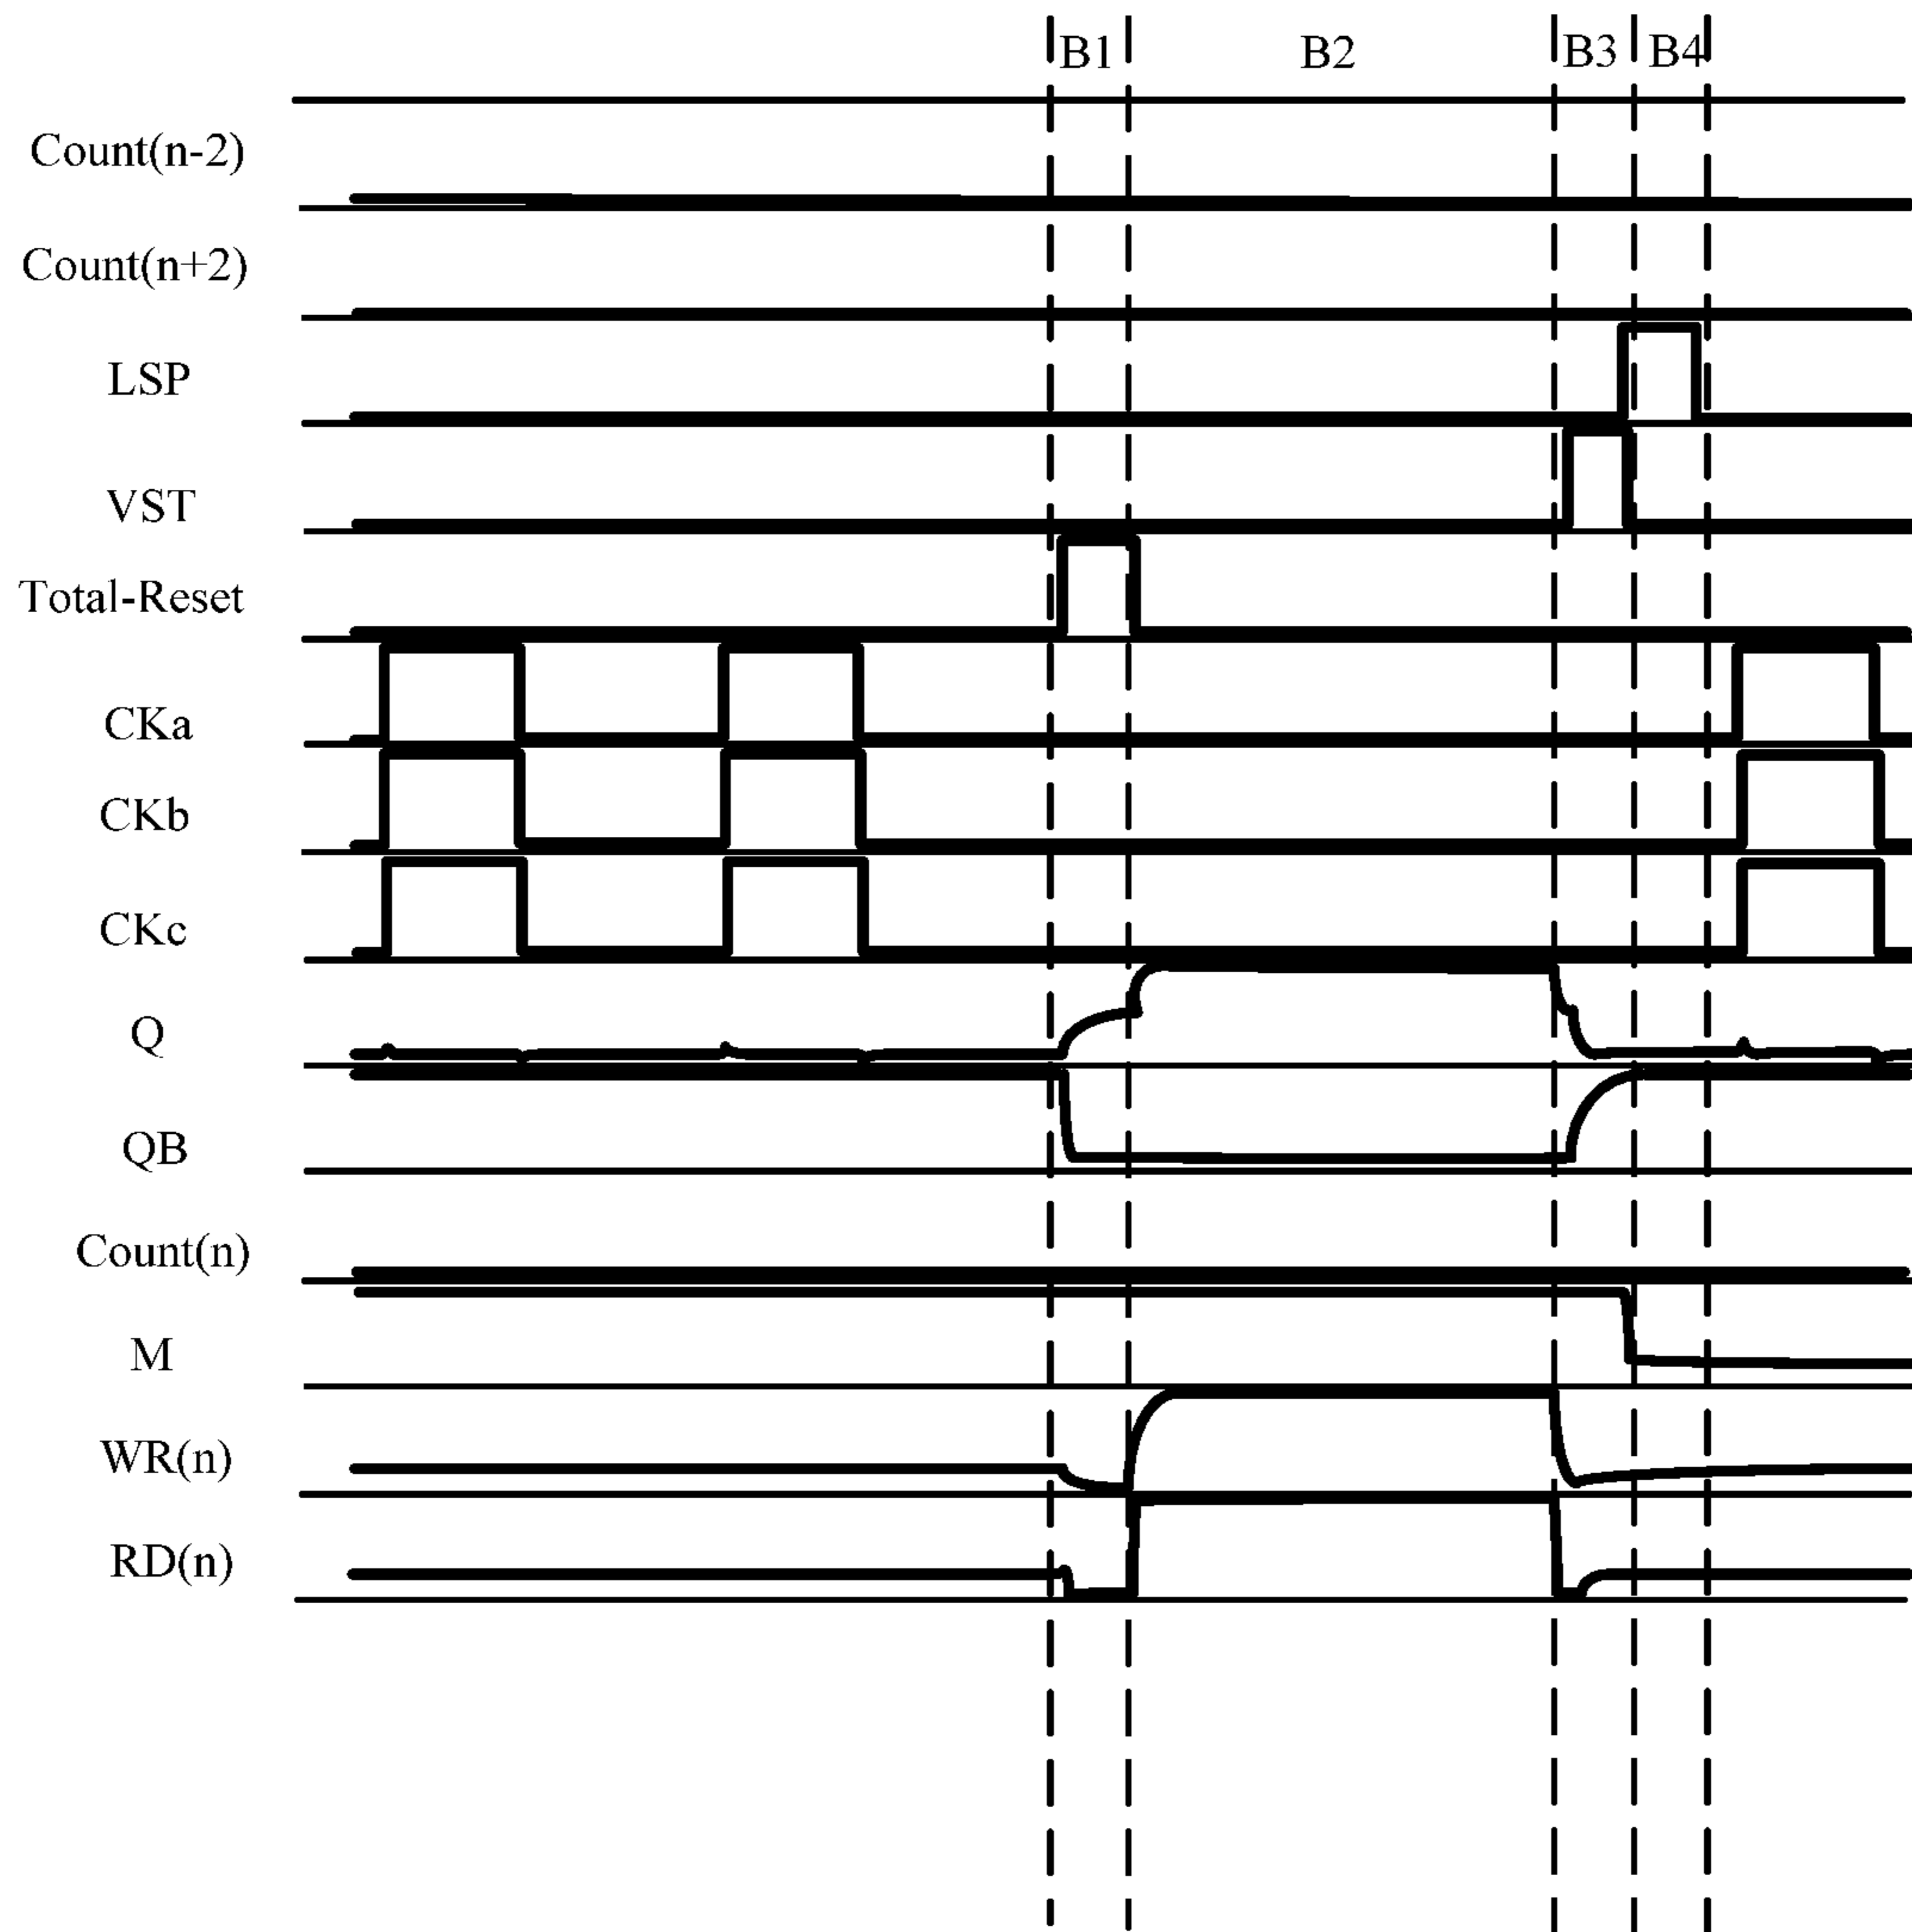 B1 B2 B3 B4
Count(n-2)
Count(n+2)
LSP
VST
Total-Reset
CKa
CKb
CKc
Q
QB
Count(n)
M
WR(n)
RD(n)